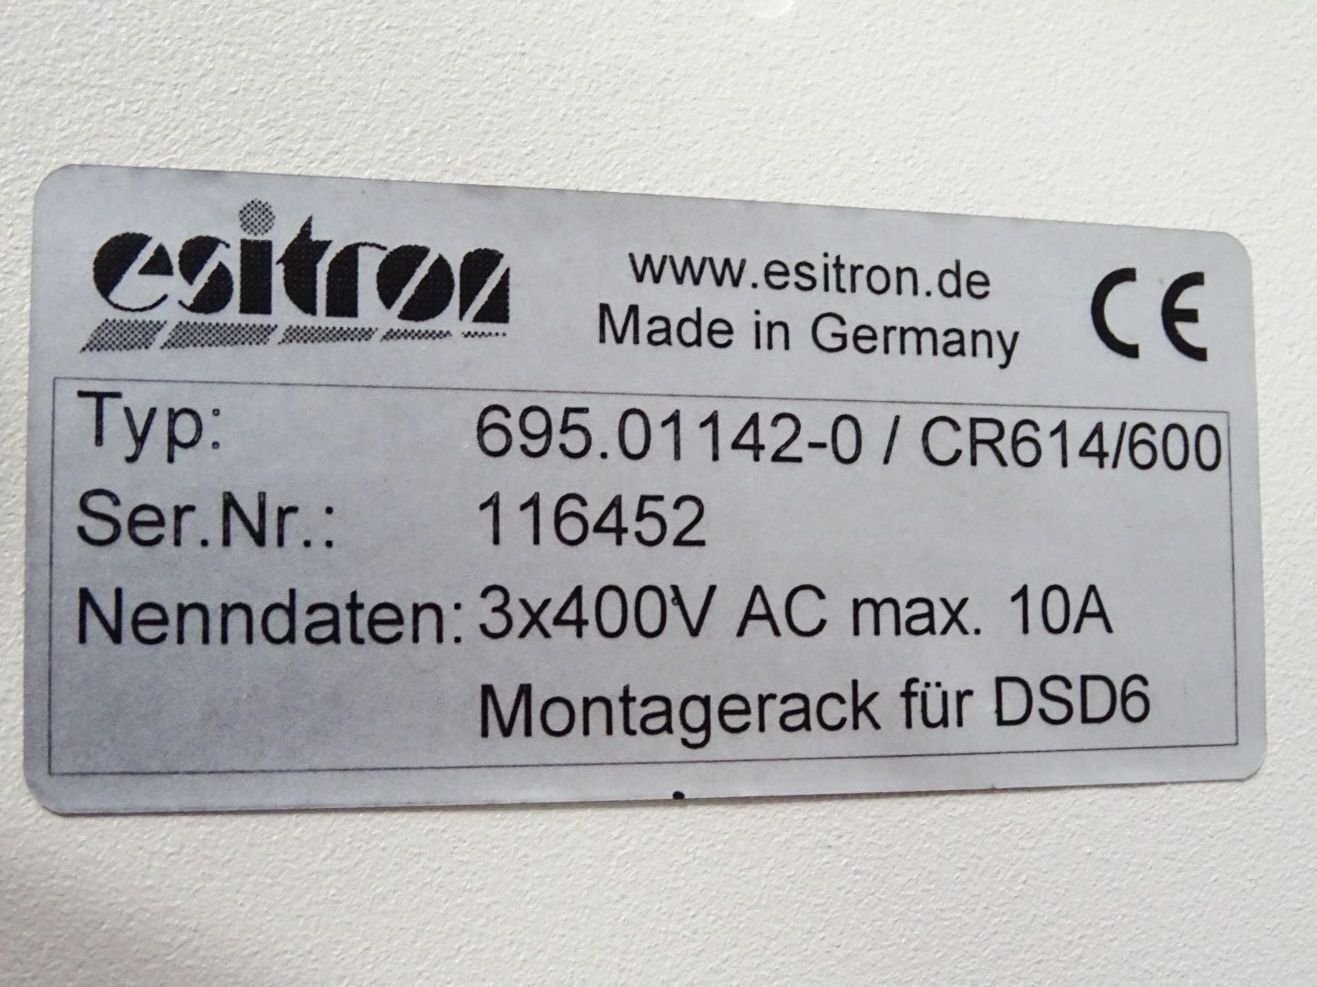 esitron
www.esitron.de
Made in Germany
CE
Typ: 695.01142-0 / CR614/600
Ser.Nr.: 116452
Nenndaten: 3x400V AC max. 10A
Montagerack für DSD6